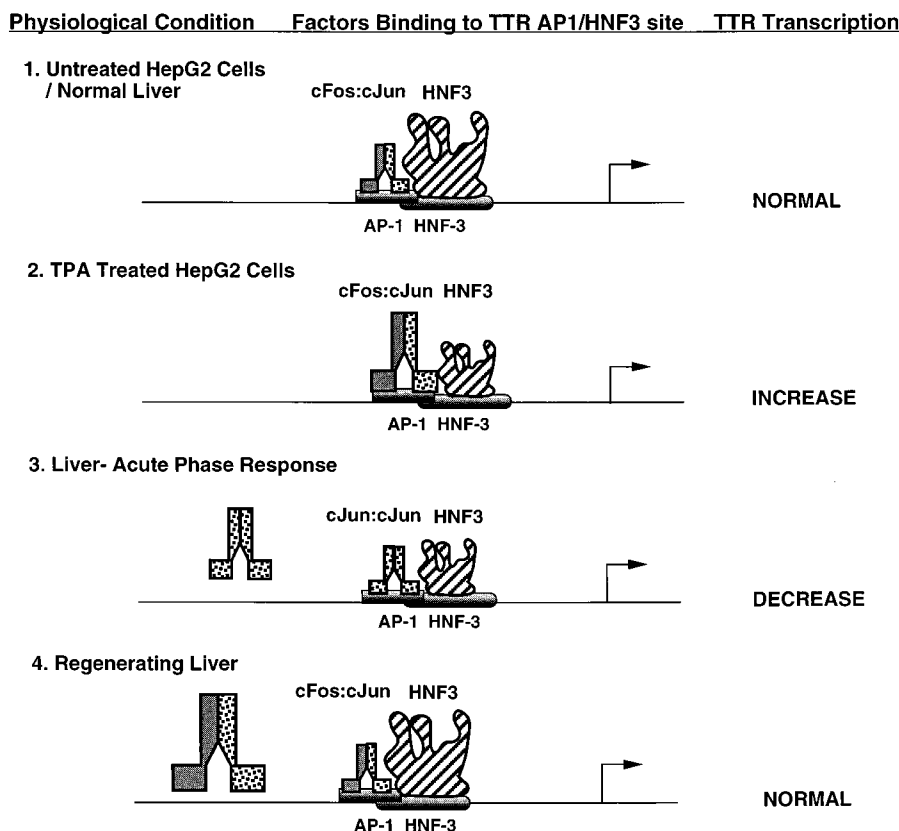 Physiological Condition Factors Binding to TTR AP1/HNF3 site TTR Transcription
1. Untreated HepG2 Cells
/ Normal Liver
cFos:cJun HNF3
NORMAL
AP-1 HNF-3
2. TPA Treated HepG2 Cells
cFos:cJun HNF3
INCREASE
AP-1 HNF-3
3. Liver- Acute Phase Response
cJun:cJun HNF3
DECREASE
AP-1 HNF-3
4. Regenerating Liver
cFos:cJun HNF3
NORMAL
AP-1 HNF-3